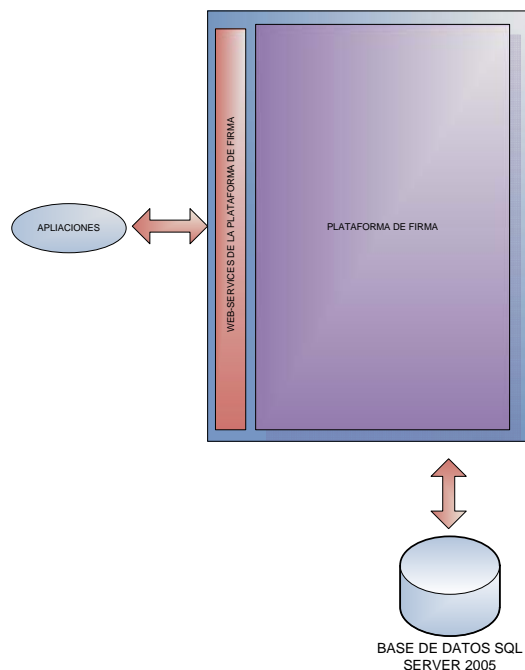 APLIACIONES
WEB-SERVICES DE LA PLATAFORMA DE FIRMA
PLATAFORMA DE FIRMA
BASE DE DATOS SQL
SERVER 2005